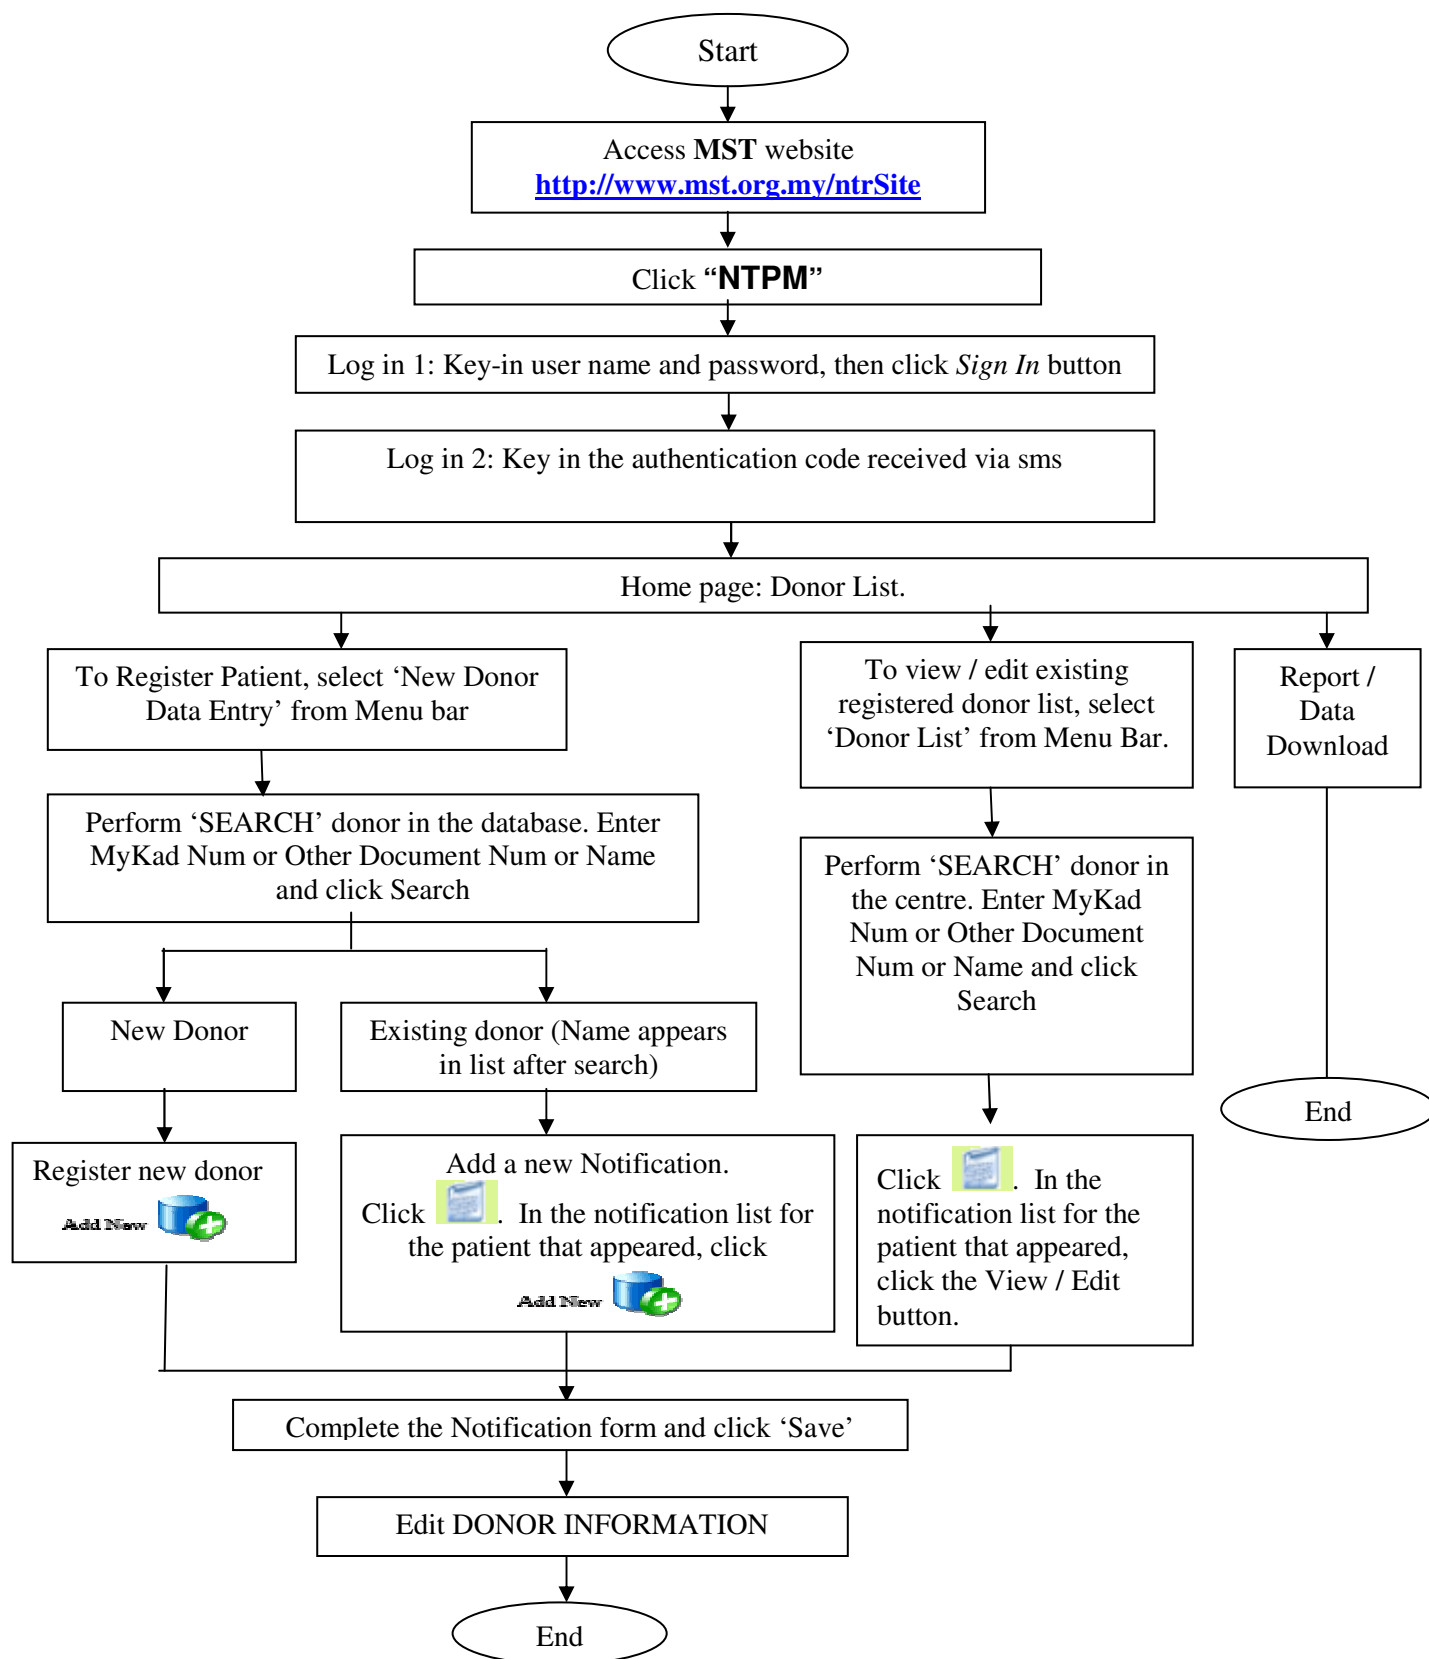 Start
Access MST website
http://www.mst.org.my/ntrSite
Click “NTPM”
Log in 1: Key-in user name and password, then click Sign In button
Log in 2: Key in the authentication code received via sms
Home page: Donor List.
To Register Patient, select ‘New Donor
Data Entry’ from Menu bar
To view / edit existing
registered donor list, select
‘Donor List’ from Menu Bar.
Report /
Data
Download
Perform ‘SEARCH’ donor in the database. Enter
MyKad Num or Other Document Num or Name
and click Search
Perform ‘SEARCH’ donor in
the centre. Enter MyKad
Num or Other Document
Num or Name and click
Search
New Donor
Existing donor (Name appears
in list after search)
End
Register new donor
Add New
Add a new Notification.
Click . In the notification list for
the patient that appeared, click
Add New
Click . In the
notification list for the
patient that appeared,
click the View / Edit
button.
Complete the Notification form and click ‘Save’
Edit DONOR INFORMATION
End